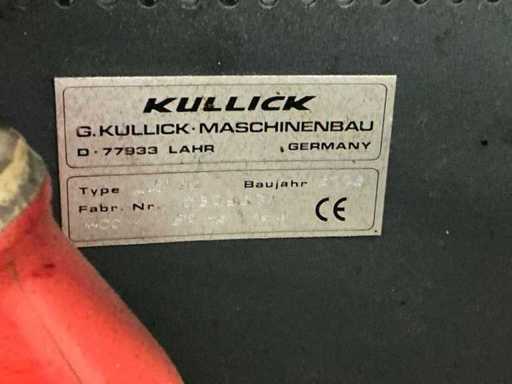 KULLICK
G. KULLICK · MASCHINENBAU
D · 77933 LAHR GERMANY
Type Baujahr
Fabr. Nr.
CE